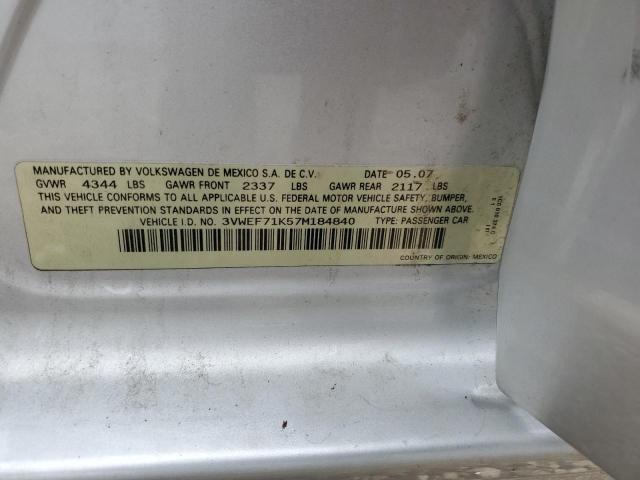 MANUFACTURED BY VOLKSWAGEN DE MEXICO S.A. DE C.V. DATE 05.07
GVWR 4344 LBS GAWR FRONT 2337 LBS GAWR REAR 2117 LBS
THIS VEHICLE CONFORMS TO ALL APPLICABLE U.S. FEDERAL MOTOR VEHICLE SAFETY, BUMPER,
AND THEFT PREVENTION STANDARDS IN EFFECT ON THE DATE OF MANUFACTURE SHOWN ABOVE.
VEHICLE I.D. NO. 3VWEF71K57M184840 TYPE: PASSENGER CAR
COUNTRY OF ORIGIN: MEXICO